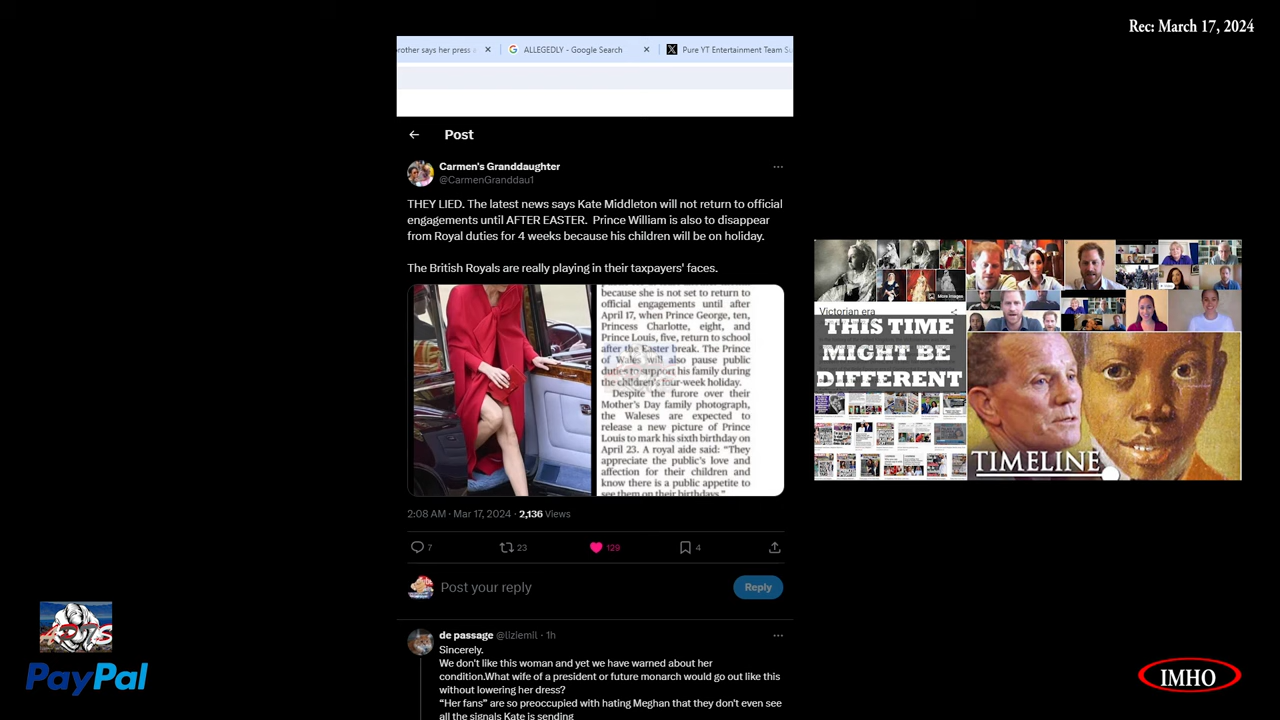 Rec: March 17, 2024
brother says her press
ALLEGEDLY - Google Search
Pure YT Entertainment Team
Post
Carmen's Granddaughter
@CarmenGranddau1
THEY LIED. The latest news says Kate Middleton will not return to official
engagements until AFTER EASTER. Prince William is also to disappear
from Royal duties for 4 weeks because his children will be on holiday.
The British Royals are really playing in their taxpayers' faces.
because she is not set to return to
official engagements until after
April 17, when Prince George, ten,
Princess Charlotte, eight, and
Prince Louis, five, return to school
after the Easter break. The Prince
of Wales will also pause public
duties to support his family during
the children's four-week holiday.
Despite the furore over their
Mother's Day family photograph,
the Waleses are expected to
release a new picture of Prince
Louis to mark his sixth birthday on
April 23. A royal aide said: "They
appreciate the public's love and
affection for their children and
know there is a public appetite to
see them on their birthdays."
2:08 AM · Mar 17, 2024 · 2,136 Views
7
23
129
4
Post your reply
Reply
de passage @liziemil · 1h
Sincerely.
We don't like this woman and yet we have warned about her
condition.What wife of a president or future monarch would go out like this
without lowering her dress?
"Her fans" are so preoccupied with hating Meghan that they don't even see
all the signals Kate is sending
More images
Victorian era
THIS TIME
MIGHT BE
DIFFERENT
TIMELINE
PayPal
IMHO